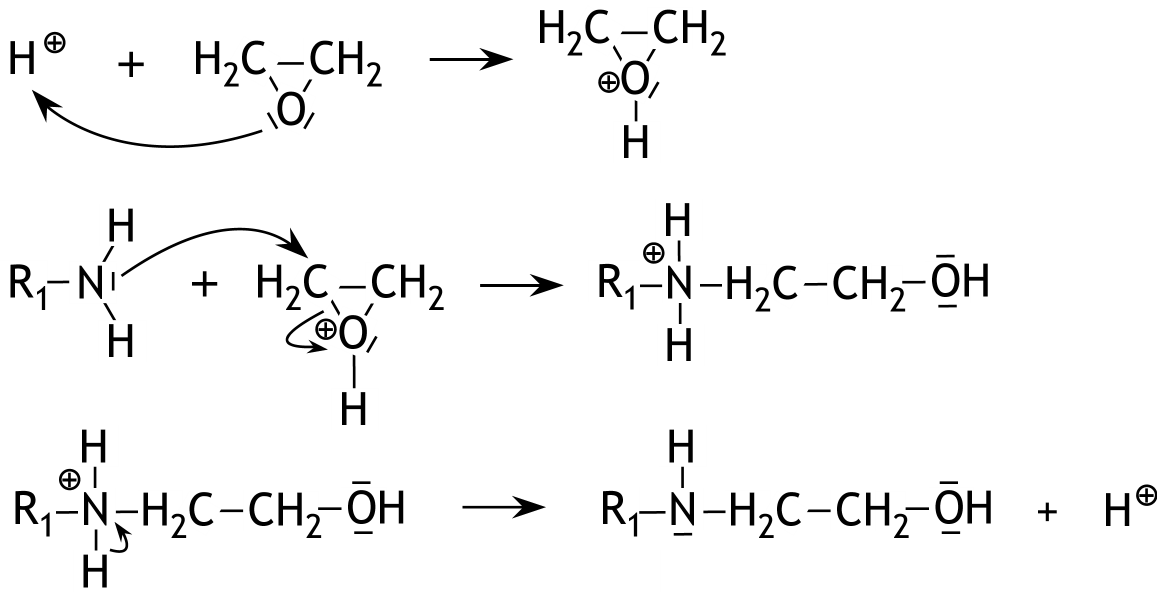 H⊕ + H₂C–CH₂ O → H₂C–CH₂ ⊕O H
R₁–N H H + H₂C–CH₂ ⊕O H → R₁–N⊕ H H –H₂C–CH₂–OH
R₁–N⊕ H H –H₂C–CH₂–OH → R₁–N H –H₂C–CH₂–OH + H⊕